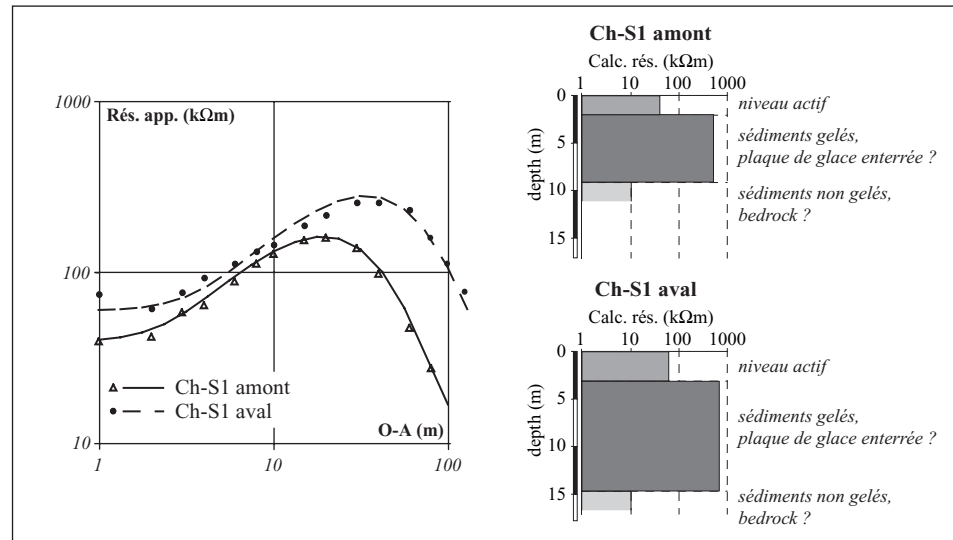 Rés. app. (kΩm)
1000
100
10
1
10
100
O-A (m)
Ch-S1 amont
Ch-S1 aval
Ch-S1 amont
Calc. rés. (kΩm)
1 10 100 1000
depth (m)
0
5
10
15
niveau actif
sédiments gelés,
plaque de glace enterrée ?
sédiments non gelés,
bedrock ?
Ch-S1 aval
Calc. rés. (kΩm)
1 10 100 1000
depth (m)
0
5
10
15
niveau actif
sédiments gelés,
plaque de glace enterrée ?
sédiments non gelés,
bedrock ?